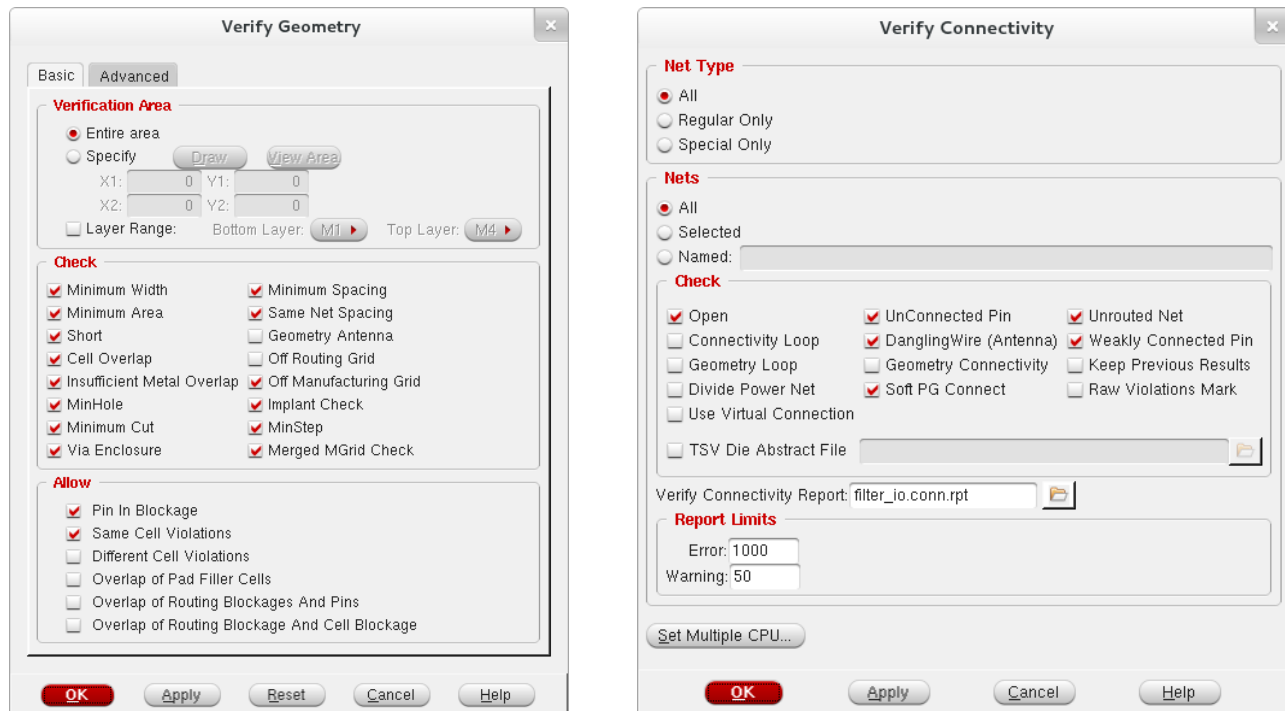 Verify Geometry
Basic Advanced
Verification Area
Entire area
Specify Draw View Area
X1: 0 Y1: 0
X2: 0 Y2: 0
Layer Range: Bottom Layer: M1 Top Layer: M4
Check
Minimum Width Minimum Spacing
Minimum Area Same Net Spacing
Short Geometry Antenna
Cell Overlap Off Routing Grid
Insufficient Metal Overlap Off Manufacturing Grid
MinHole Implant Check
Minimum Cut MinStep
Via Enclosure Merged MGrid Check
Allow
Pin In Blockage
Same Cell Violations
Different Cell Violations
Overlap of Pad Filler Cells
Overlap of Routing Blockages And Pins
Overlap of Routing Blockage And Cell Blockage
OK Apply Reset Cancel Help
Verify Connectivity
Net Type
All
Regular Only
Special Only
Nets
All
Selected
Named:
Check
Open UnConnected Pin Unrouted Net
Connectivity Loop DanglingWire (Antenna) Weakly Connected Pin
Geometry Loop Geometry Connectivity Keep Previous Results
Divide Power Net Soft PG Connect Raw Violations Mark
Use Virtual Connection
TSV Die Abstract File
Verify Connectivity Report: filter_io.conn.rpt
Report Limits
Error: 1000
Warning: 50
Set Multiple CPU...
OK Apply Cancel Help